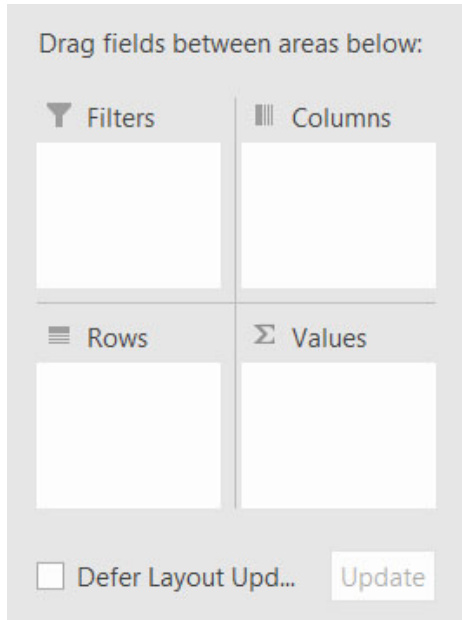 Drag fields between areas below:
Filters
Columns
Rows
Σ Values
Defer Layout Upd...
Update